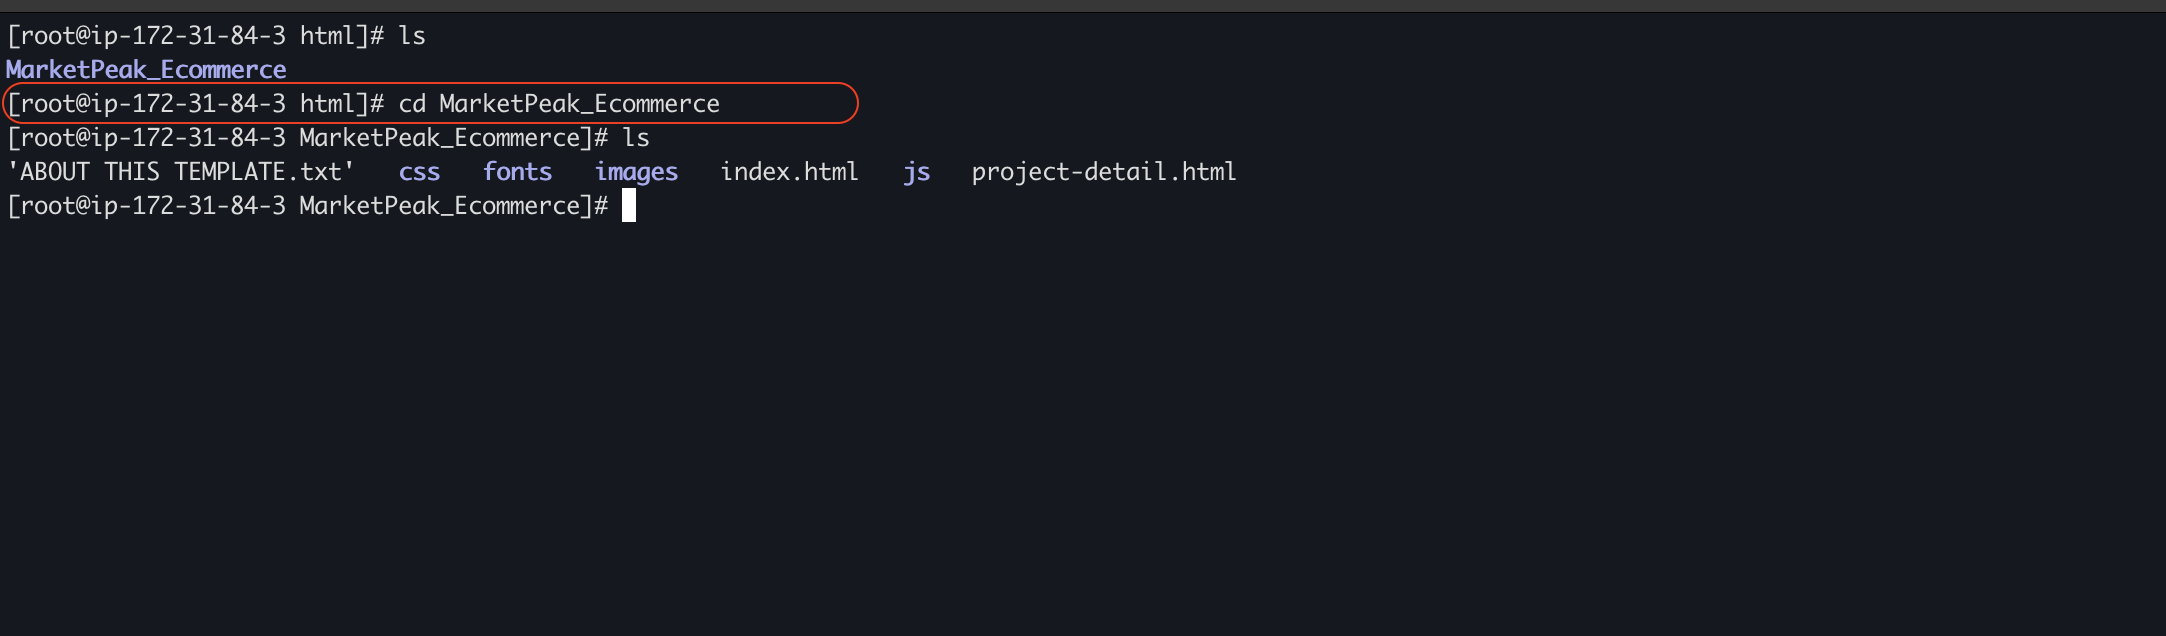 [root@ip-172-31-84-3 html]# ls
MarketPeak_Ecommerce
[root@ip-172-31-84-3 html]# cd MarketPeak_Ecommerce
[root@ip-172-31-84-3 MarketPeak_Ecommerce]# ls
'ABOUT THIS TEMPLATE.txt'   css   fonts   images   index.html   js   project-detail.html
[root@ip-172-31-84-3 MarketPeak_Ecommerce]#